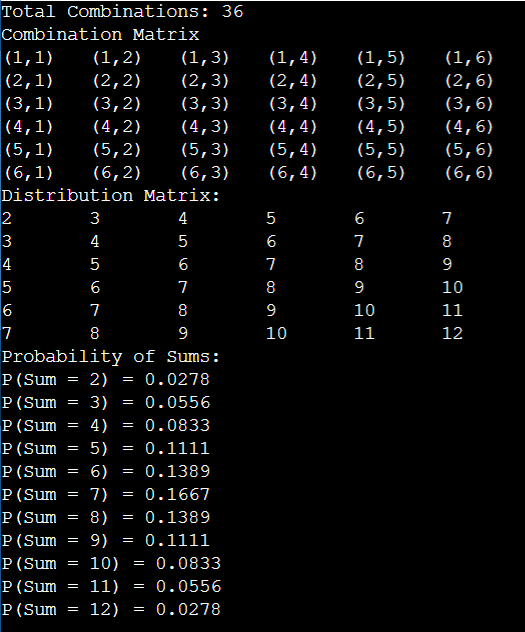 Total Combinations: 36
Combination Matrix
(1,1) (1,2) (1,3) (1,4) (1,5) (1,6)
(2,1) (2,2) (2,3) (2,4) (2,5) (2,6)
(3,1) (3,2) (3,3) (3,4) (3,5) (3,6)
(4,1) (4,2) (4,3) (4,4) (4,5) (4,6)
(5,1) (5,2) (5,3) (5,4) (5,5) (5,6)
(6,1) (6,2) (6,3) (6,4) (6,5) (6,6)
Distribution Matrix:
2 3 4 5 6 7
3 4 5 6 7 8
4 5 6 7 8 9
5 6 7 8 9 10
6 7 8 9 10 11
7 8 9 10 11 12
Probability of Sums:
P(Sum = 2) = 0.0278
P(Sum = 3) = 0.0556
P(Sum = 4) = 0.0833
P(Sum = 5) = 0.1111
P(Sum = 6) = 0.1389
P(Sum = 7) = 0.1667
P(Sum = 8) = 0.1389
P(Sum = 9) = 0.1111
P(Sum = 10) = 0.0833
P(Sum = 11) = 0.0556
P(Sum = 12) = 0.0278